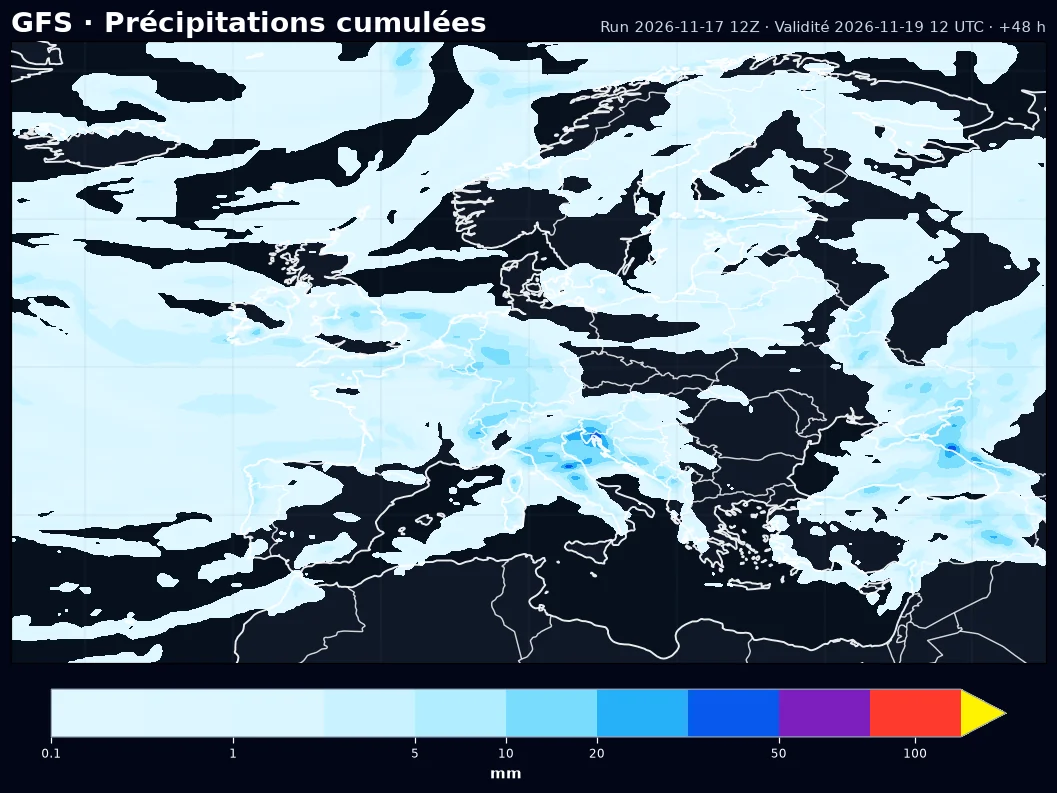 GFS · Précipitations cumulées
Run 2026-11-17 12Z · Validité 2026-11-19 12 UTC · +48 h
0.1 1 5 10 20 50 100
mm